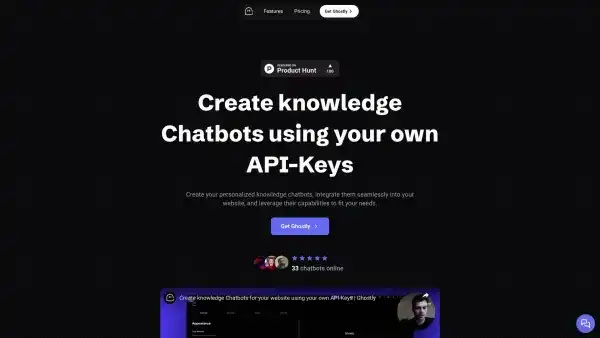 Features Pricing Get Ghostly
FEATURED ON
Product Hunt
Create knowledge
Chatbots using your own
API-Keys
Create your personalized knowledge chatbots, integrate them seamlessly into your
website, and leverage their capabilities to fit your needs.
Get Ghostly
33 chatbots online
Create knowledge Chatbots for your website using your own API-Keys! | Ghostly
Appearance